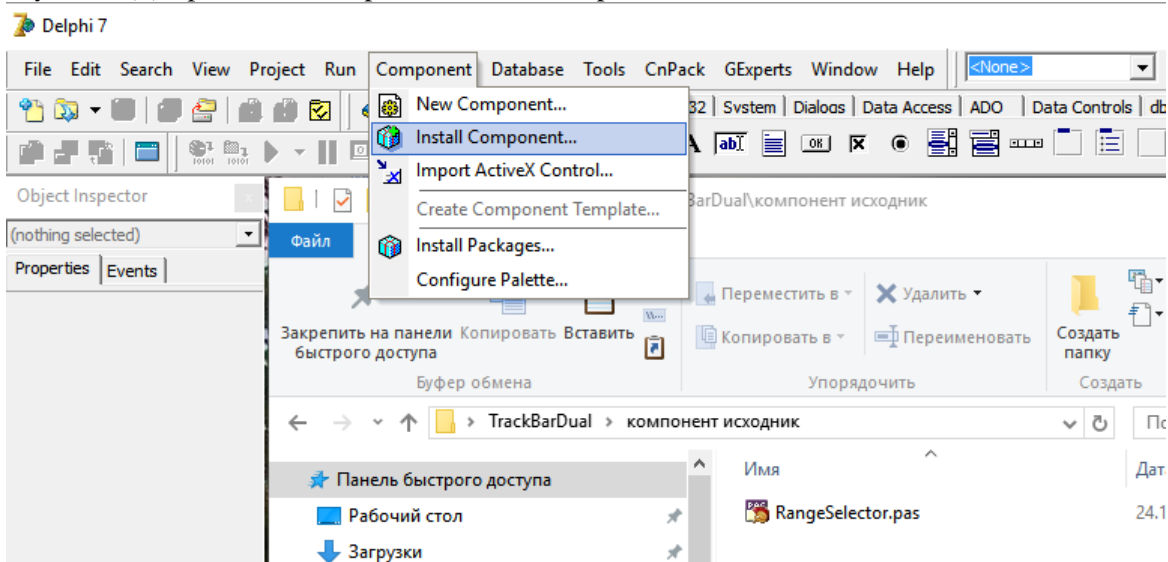 Delphi 7
File Edit Search View Project Run Component Database Tools CnPack GExperts Window Help <None>
New Component...
32 System Dialogs Data Access ADO Data Controls db
Install Component...
Import ActiveX Control...
Object Inspector
BarDual\компонент исходник
Create Component Template...
(nothing selected)
Файл
Install Packages...
Properties Events
Configure Palette...
Переместить в Удалить
Закрепить на панели Копировать Вставить
быстрого доступа
Копировать в Переименовать
Создать
папку
Буфер обмена Упорядочить Создать
TrackBarDual > компонент исходник
Имя
Панель быстрого доступа
Рабочий стол
RangeSelector.pas
24.1
Загрузки